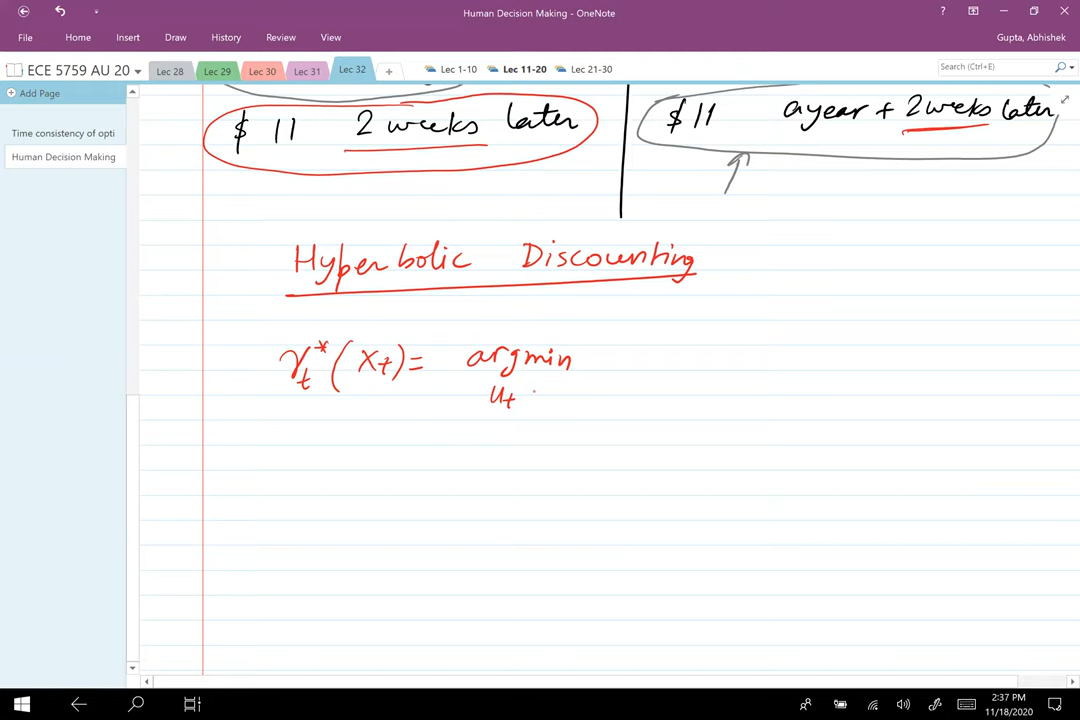 Human Decision Making - OneNote
?
File Home Insert Draw History Review View
Gupta, Abhishek
ECE 5759 AU 20
Lec 28 Lec 29 Lec 30 Lec 31 Lec 32 + Lec 1-10 Lec 11-20 Lec 21-30
Search (Ctrl+E)
Add Page
Time consistency of opti
Human Decision Making
$ 11 2 weeks later
$ 11 a year + 2 weeks later
Hyperbolic Discounting
γt*(xt) = argmin
ut
2:37 PM
11/18/2020